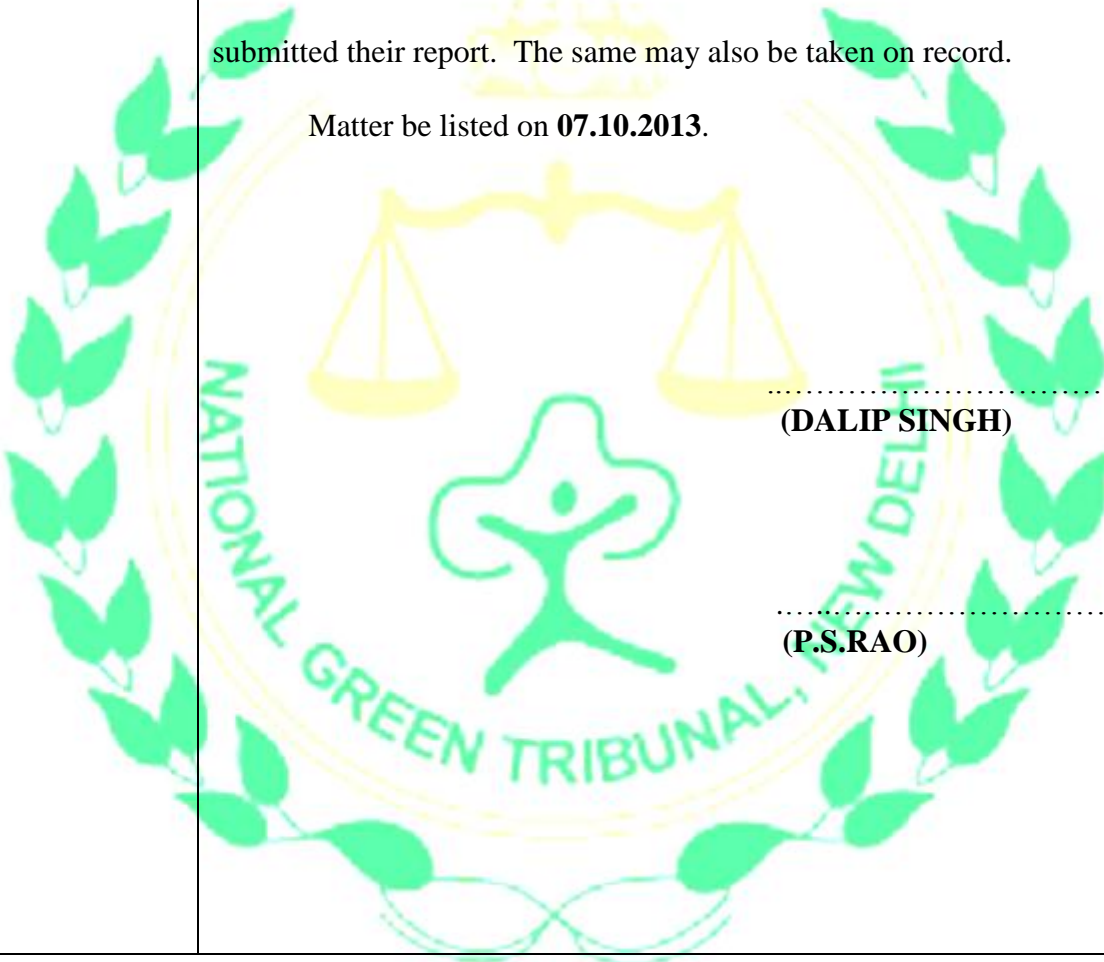 submitted their report. The same may also be taken on record.
Matter be listed on 07.10.2013.
..……………………………
(DALIP SINGH)
…..…………………………
(P.S.RAO)
NATIONAL GREEN TRIBUNAL, NEW DELHI